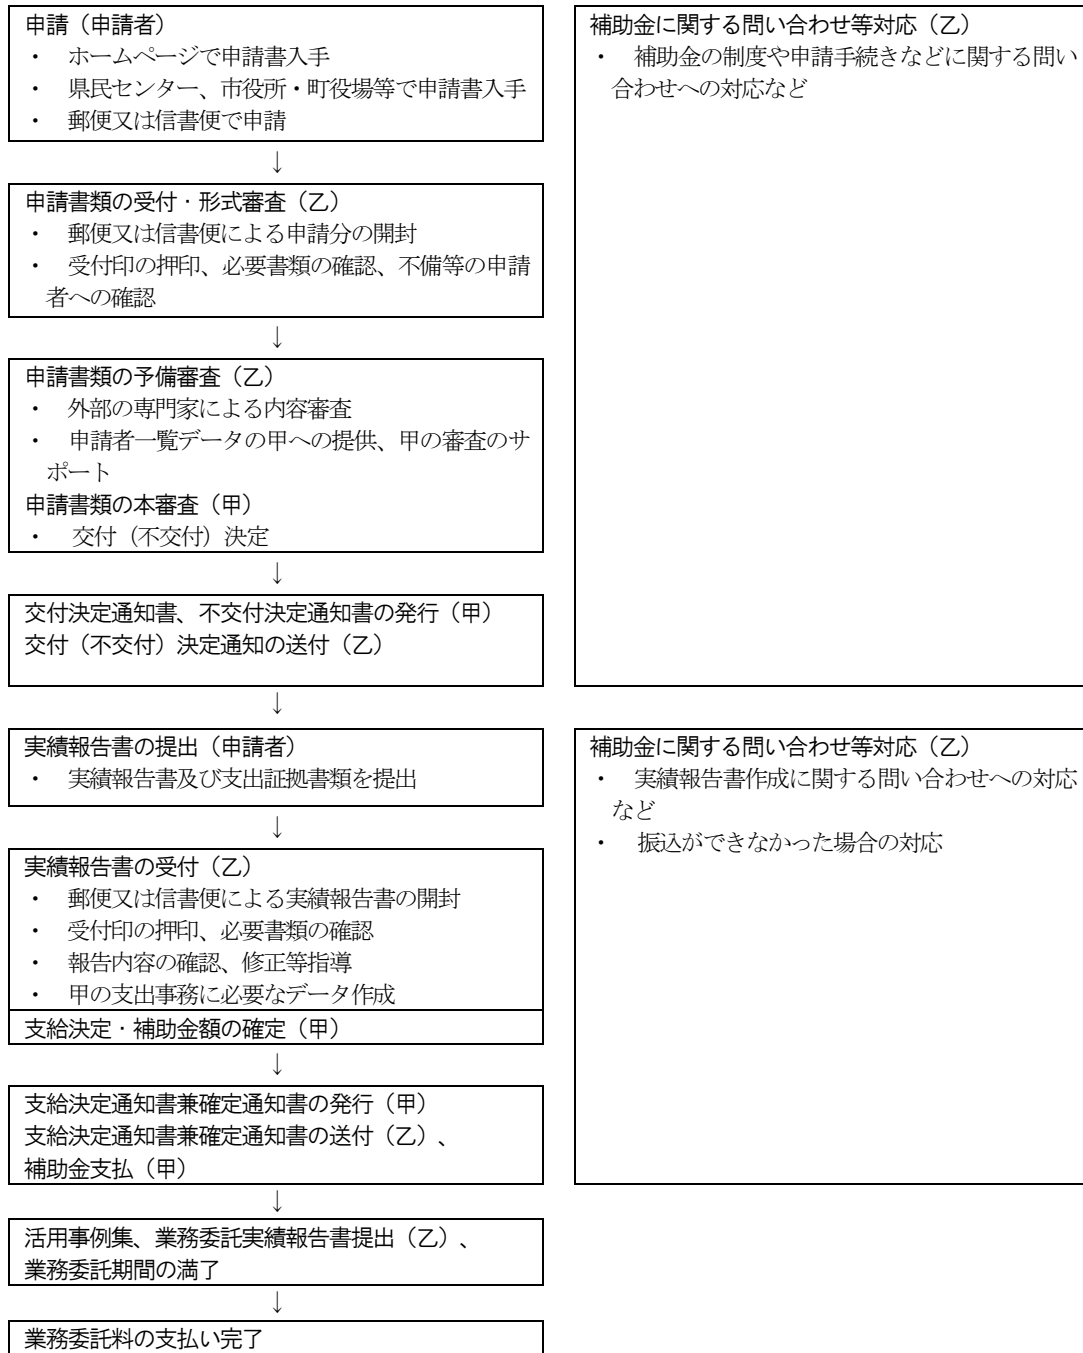 申請（申請者）
・　ホームページで申請書入手
・　県民センター、市役所・町役場等で申請書入手
・　郵便又は信書便で申請
↓
申請書類の受付・形式審査（乙）
・　郵便又は信書便による申請分の開封
・　受付印の押印、必要書類の確認、不備等の申請
者への確認
↓
申請書類の予備審査（乙）
・　外部の専門家による内容審査
・　申請者一覧データの甲への提供、甲の審査のサ
ポート
申請書類の本審査（甲）
・　交付（不交付）決定
↓
交付決定通知書、不交付決定通知書の発行（甲）
交付（不交付）決定通知の送付（乙）
↓
補助金に関する問い合わせ等対応（乙）
・　補助金の制度や申請手続きなどに関する問い
合わせへの対応など
実績報告書の提出（申請者）
・　実績報告書及び支出証拠書類を提出
↓
実績報告書の受付（乙）
・　郵便又は信書便による実績報告書の開封
・　受付印の押印、必要書類の確認
・　報告内容の確認、修正等指導
・　甲の支出事務に必要なデータ作成
支給決定・補助金額の確定（甲）
↓
支給決定通知書兼確定通知書の発行（甲）
支給決定通知書兼確定通知書の送付（乙）、
補助金支払（甲）
↓
補助金に関する問い合わせ等対応（乙）
・　実績報告書作成に関する問い合わせへの対応
など
・　振込ができなかった場合の対応
活用事例集、業務委託実績報告書提出（乙）、
業務委託期間の満了
↓
業務委託料の支払い完了